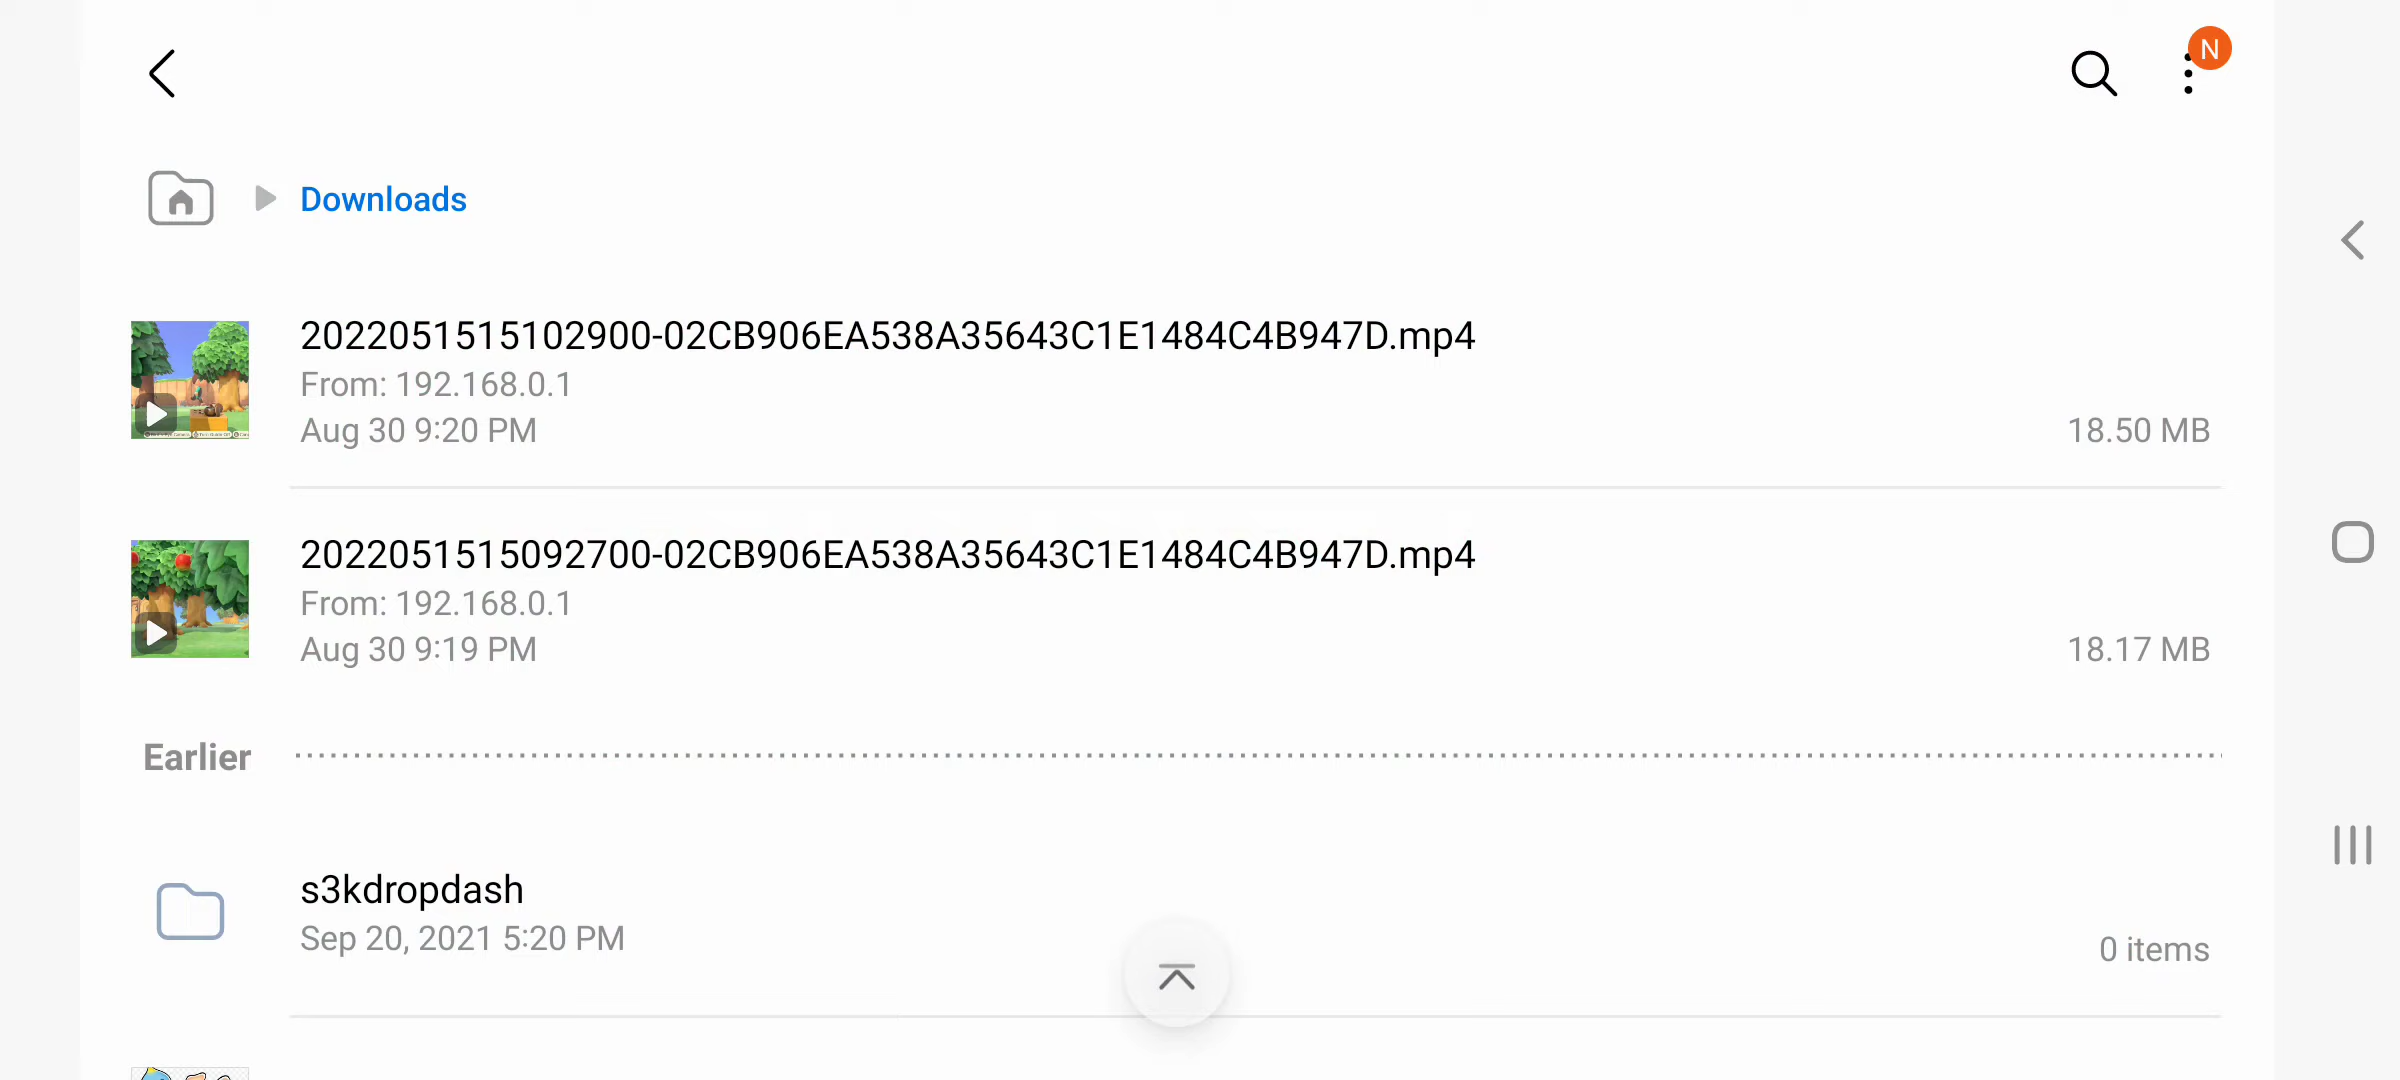 N
Downloads
2022051515102900-02CB906EA538A35643C1E1484C4B947D.mp4
From: 192.168.0.1
Aug 30 9:20 PM
18.50 MB
2022051515092700-02CB906EA538A35643C1E1484C4B947D.mp4
From: 192.168.0.1
Aug 30 9:19 PM
18.17 MB
Earlier
s3kdropdash
Sep 20, 2021 5:20 PM
0 items